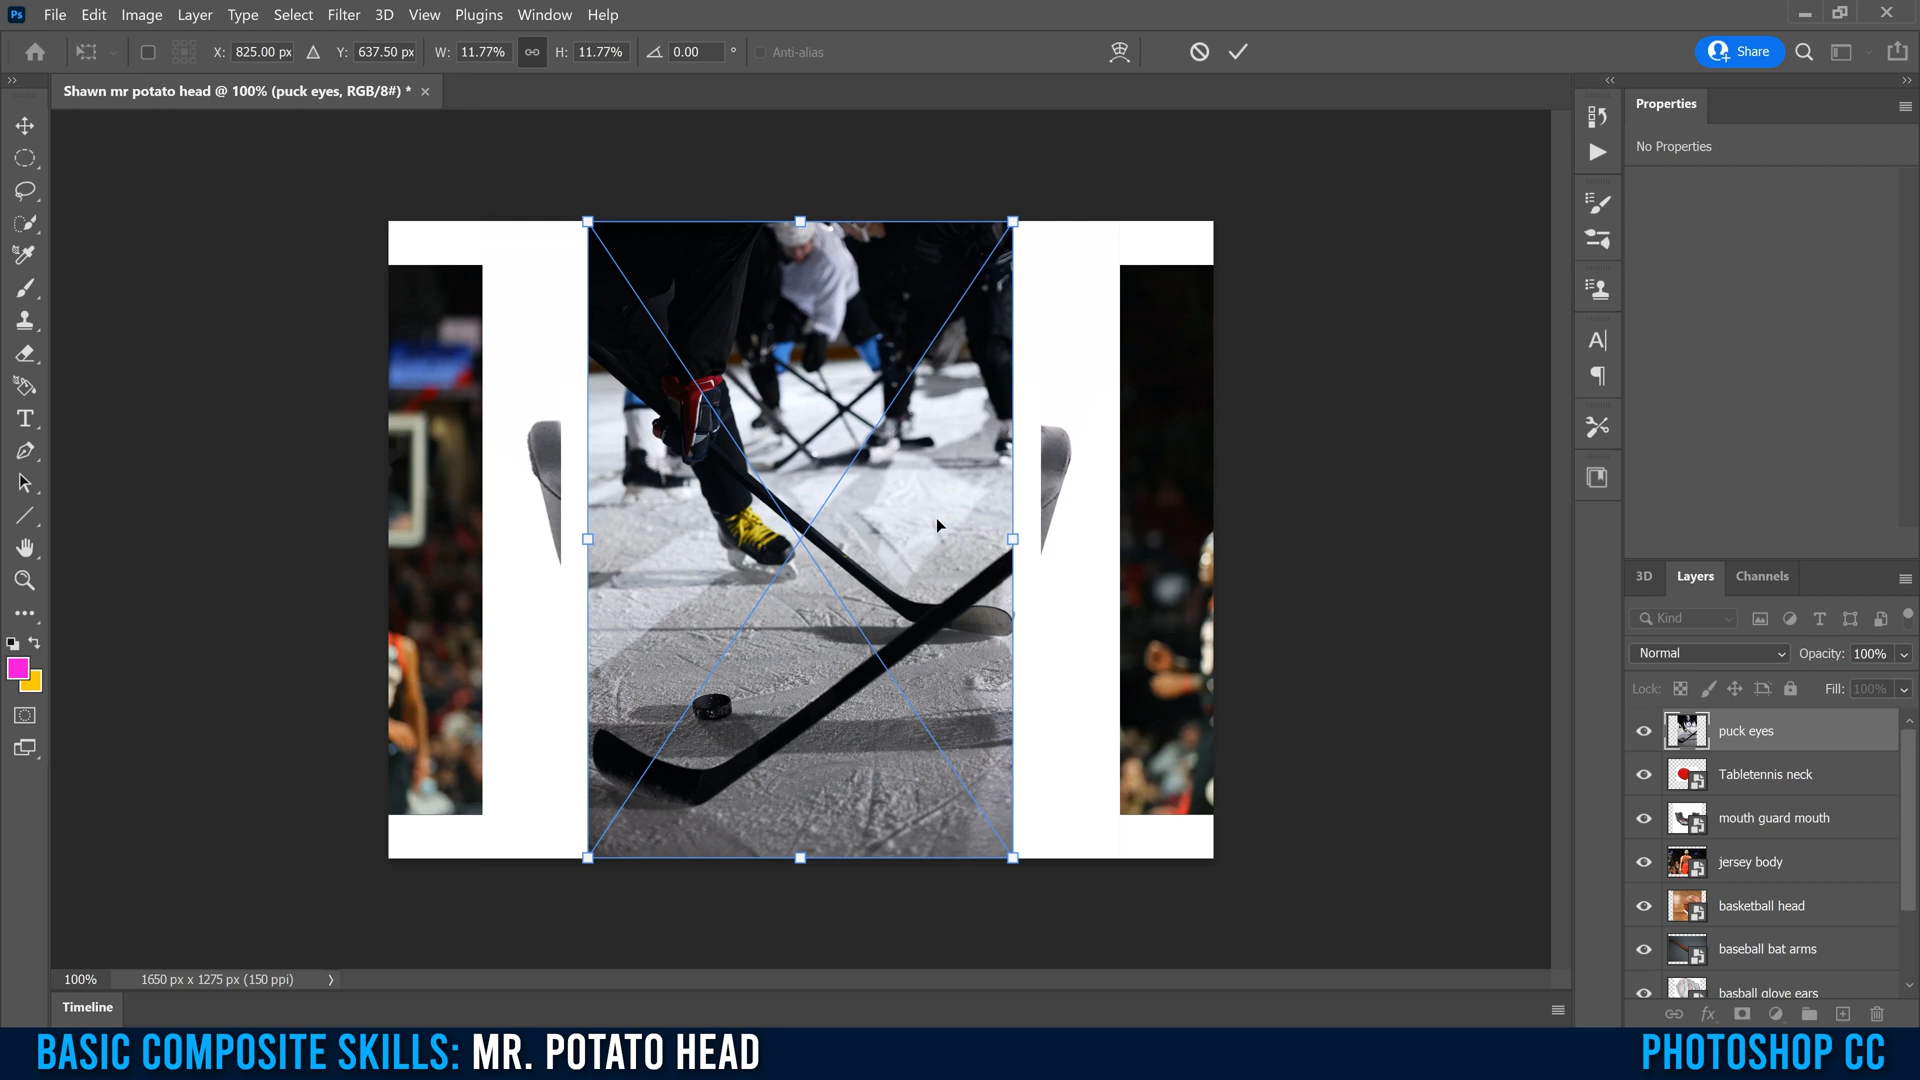 Ps File Edit Image Layer Type Select Filter 3D View Plugins Window Help
X: 825.00 px Y: 637.50 px W: 11.77% H: 11.77% 0.00 ° Anti-alias Share
Shawn mr potato head @ 100% (puck eyes, RGB/8#) * ×
Properties
No Properties
3D Layers Channels
Kind
Normal Opacity: 100%
Lock: Fill: 100%
puck eyes
Tabletennis neck
mouth guard mouth
jersey body
basketball head
baseball bat arms
basball glove ears
100% 1650 px x 1275 px (150 ppi)
Timeline
BASIC COMPOSITE SKILLS: MR. POTATO HEAD
PHOTOSHOP CC